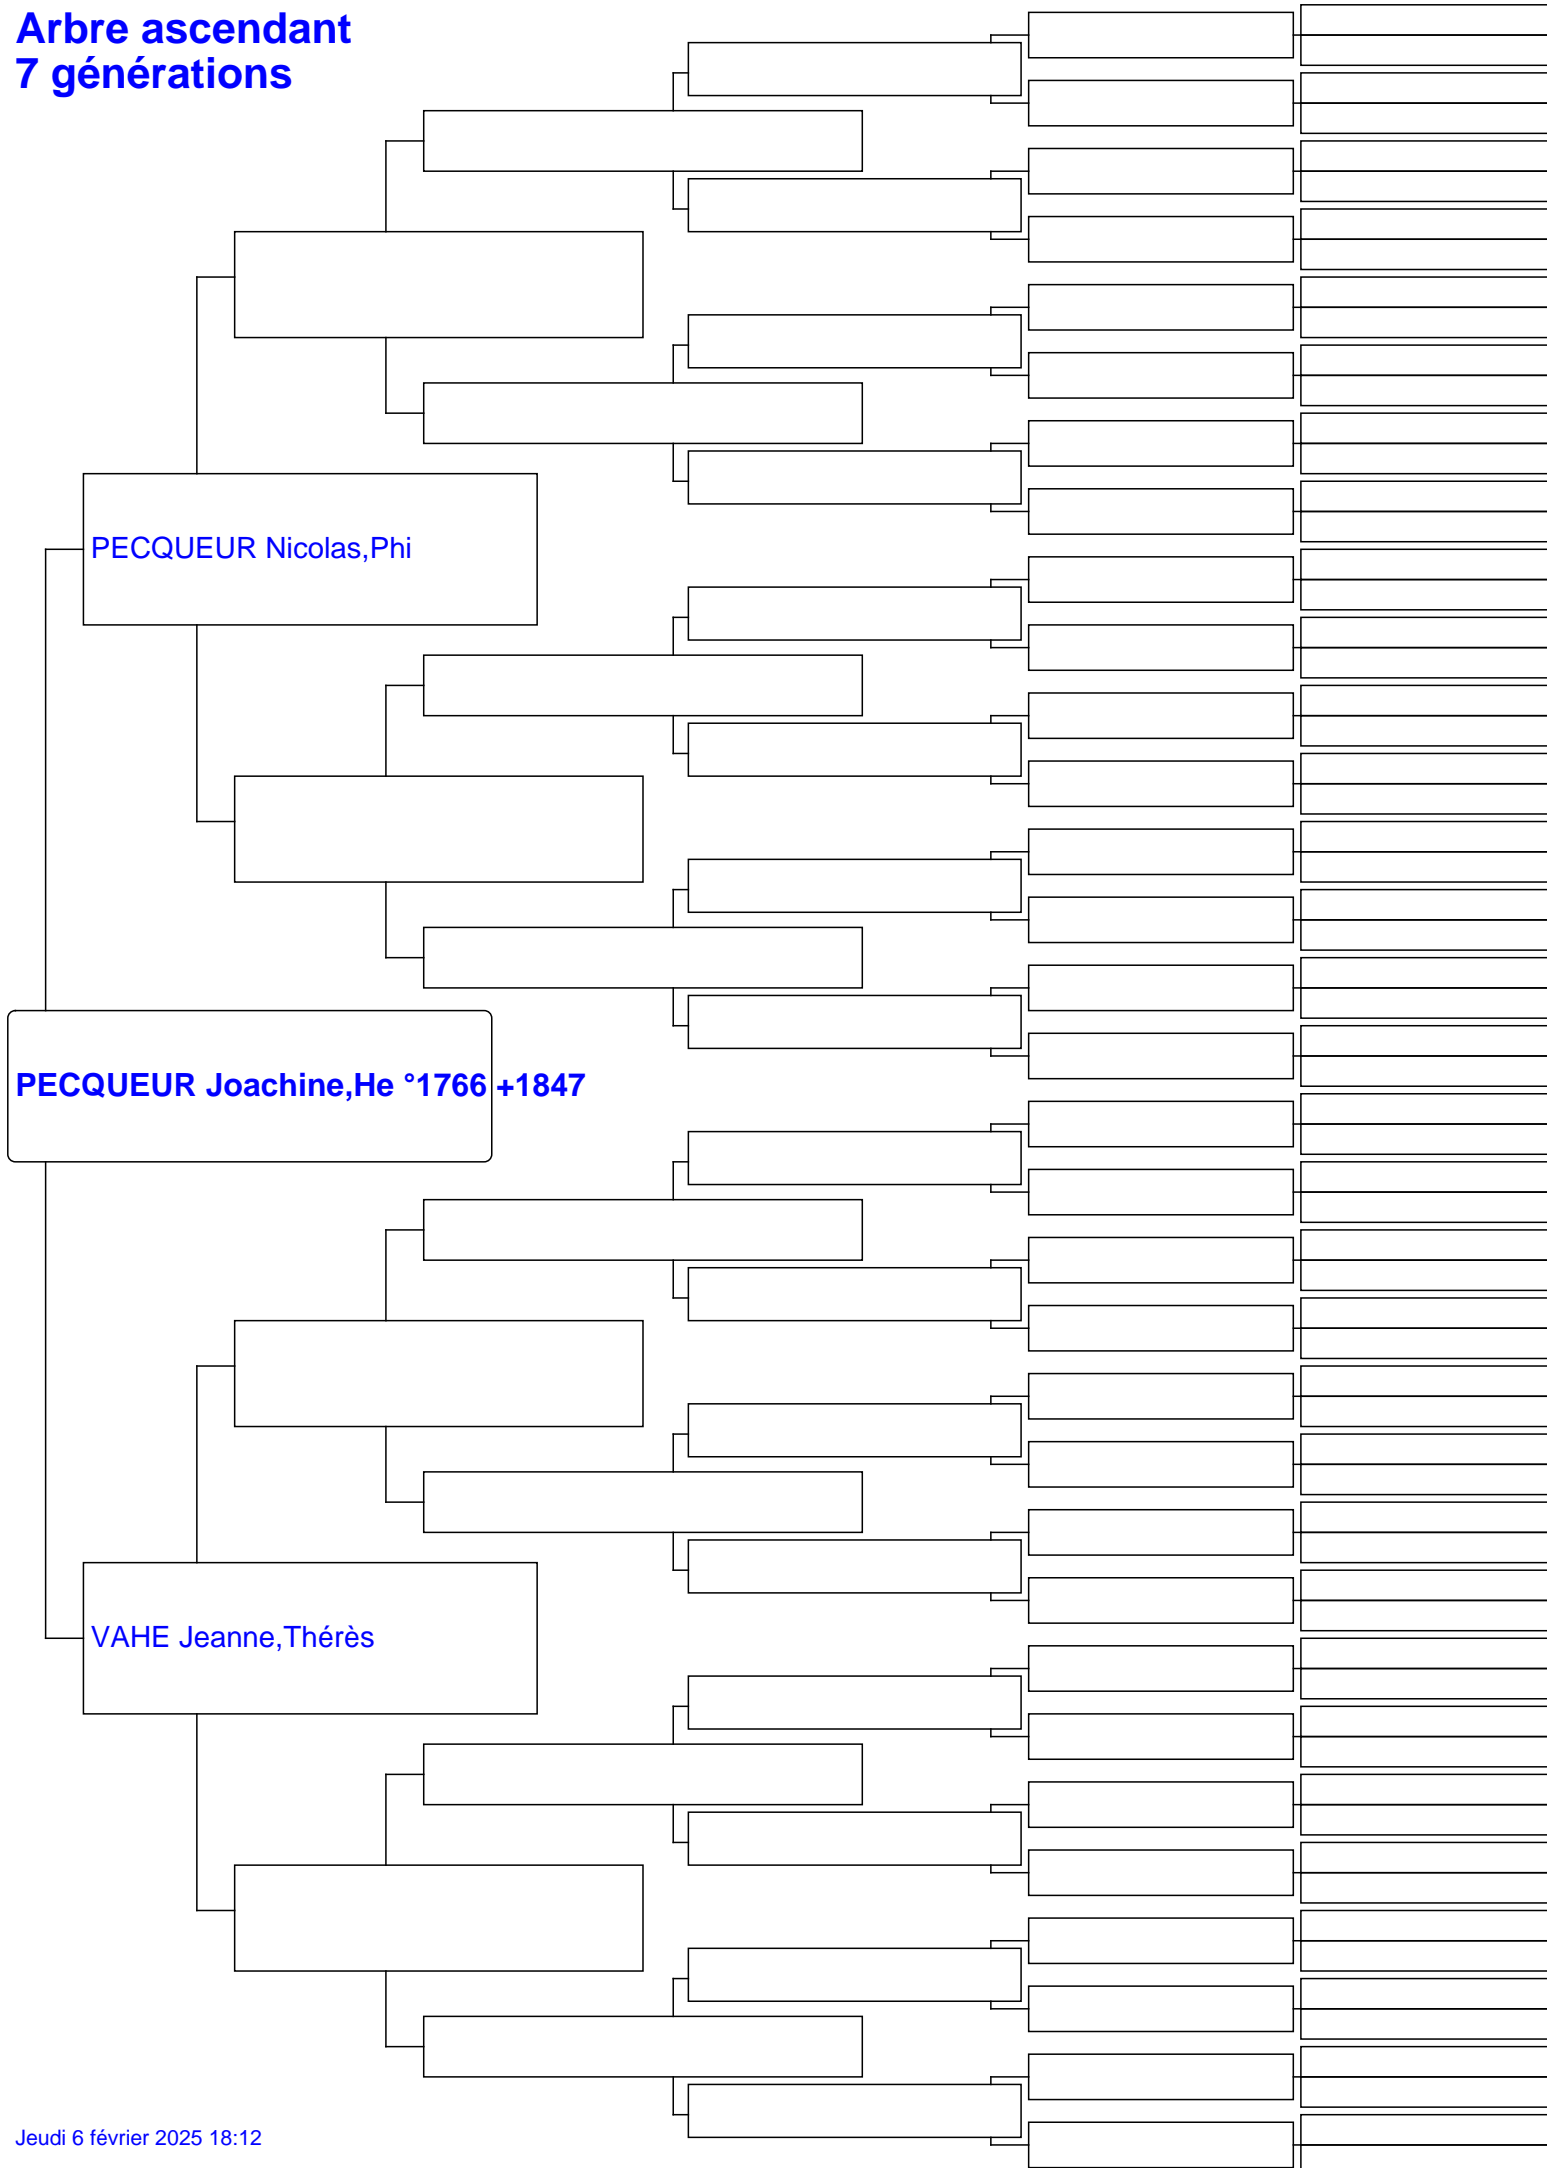 Arbre ascendant
7 générations
PECQUEUR Nicolas,Phi
PECQUEUR Joachine,He °1766 +1847
VAHE Jeanne,Thérès
Jeudi 6 février 2025 18:12